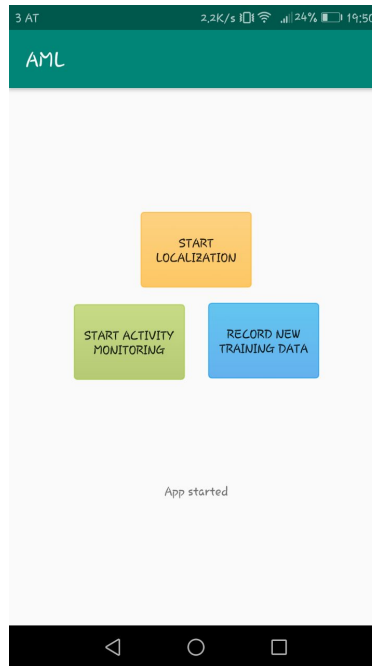 3 AT 2,2K/s 24% 19:50
AML
START
LOCALIZATION
START ACTIVITY
MONITORING
RECORD NEW
TRAINING DATA
App started